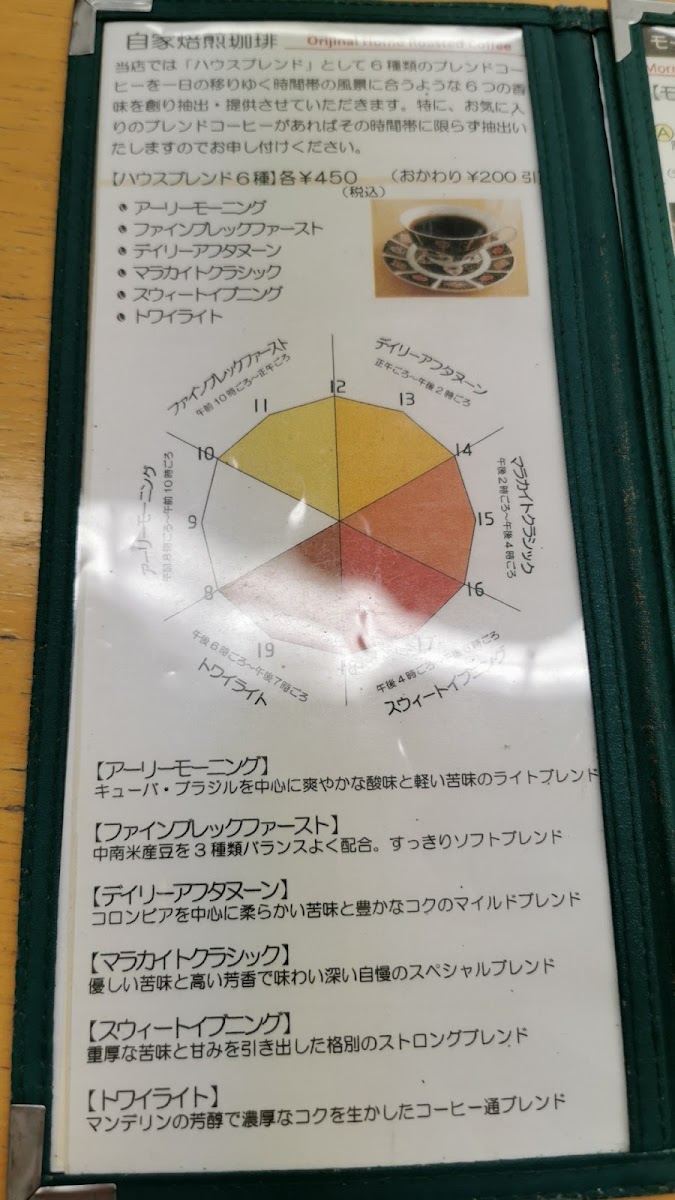 自家焙煎珈琲 Orijinal Home Roasted Coffee
当店では「ハウスブレンド」として6種類のブレンドコー
ヒーを一日の移りゆく時間帯の風景に合うような6つの香
味を創り抽出・提供させていただきます。特に、お気に入
りのブレンドコーヒーがあればその時間帯に限らず抽出い
たしますのでお申し付けください。
【ハウスブレンド6種】各¥450 (おかわり¥200引
(税込)
アーリーモーニング
ファインブレックファースト
デイリーアフタヌーン
マラカイトクラシック
スウィートイブニング
トワイライト
ファインブレックファースト
午前10時ごろ〜正午ごろ
デイリーアフタヌーン
正午ごろ〜午後2時ごろ
12
11
13
10
14
アーリーモーニング
9
15
マラカイトクラシック
午後2時ごろ〜午後4時ごろ
8
16
19
午後6時ごろ〜午後7時ごろ
トワイライト
スウィートイブニング
【アーリーモーニング】
キューバ・ブラジルを中心に爽やかな酸味と軽い苦味のライトブレンド
【ファインブレックファースト】
中南米産豆を3種類バランスよく配合。すっきりソフトブレンド
【デイリーアフタヌーン】
コロンビアを中心に柔らかい苦味と豊かなコクのマイルドブレンド
【マラカイトクラシック】
優しい苦味と高い芳香で味わい深い自慢のスペシャルブレンド
【スウィートイブニング】
重厚な苦味と甘みを引き出した格別のストロングブレンド
【トワイライト】
マンデリンの芳醇で濃厚なコクを生かしたコーヒー通ブレンド
モー
Morn
【モ
A